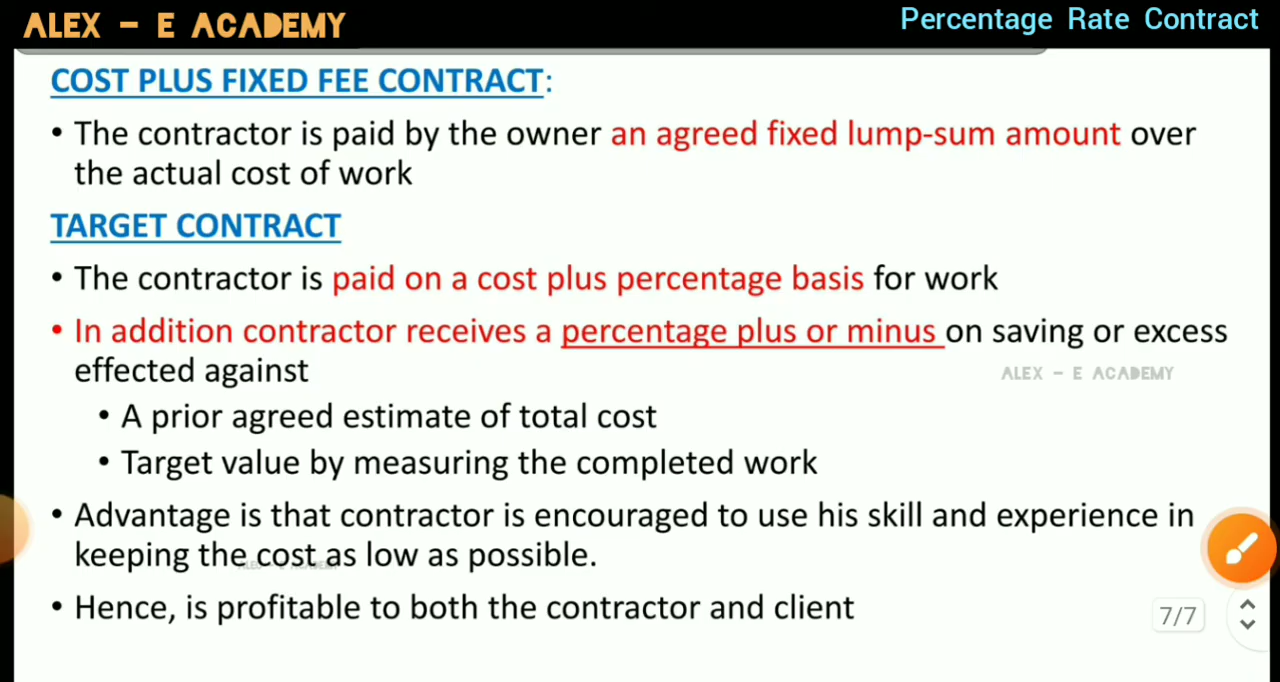 ALEX - E ACADEMY
Percentage Rate Contract
COST PLUS FIXED FEE CONTRACT:
• The contractor is paid by the owner an agreed fixed lump-sum amount over
the actual cost of work
TARGET CONTRACT
• The contractor is paid on a cost plus percentage basis for work
• In addition contractor receives a percentage plus or minus on saving or excess
effected against
ALEX - E ACADEMY
• A prior agreed estimate of total cost
• Target value by measuring the completed work
• Advantage is that contractor is encouraged to use his skill and experience in
keeping the cost as low as possible.
ALEX - E ACADEMY
• Hence, is profitable to both the contractor and client
7/7